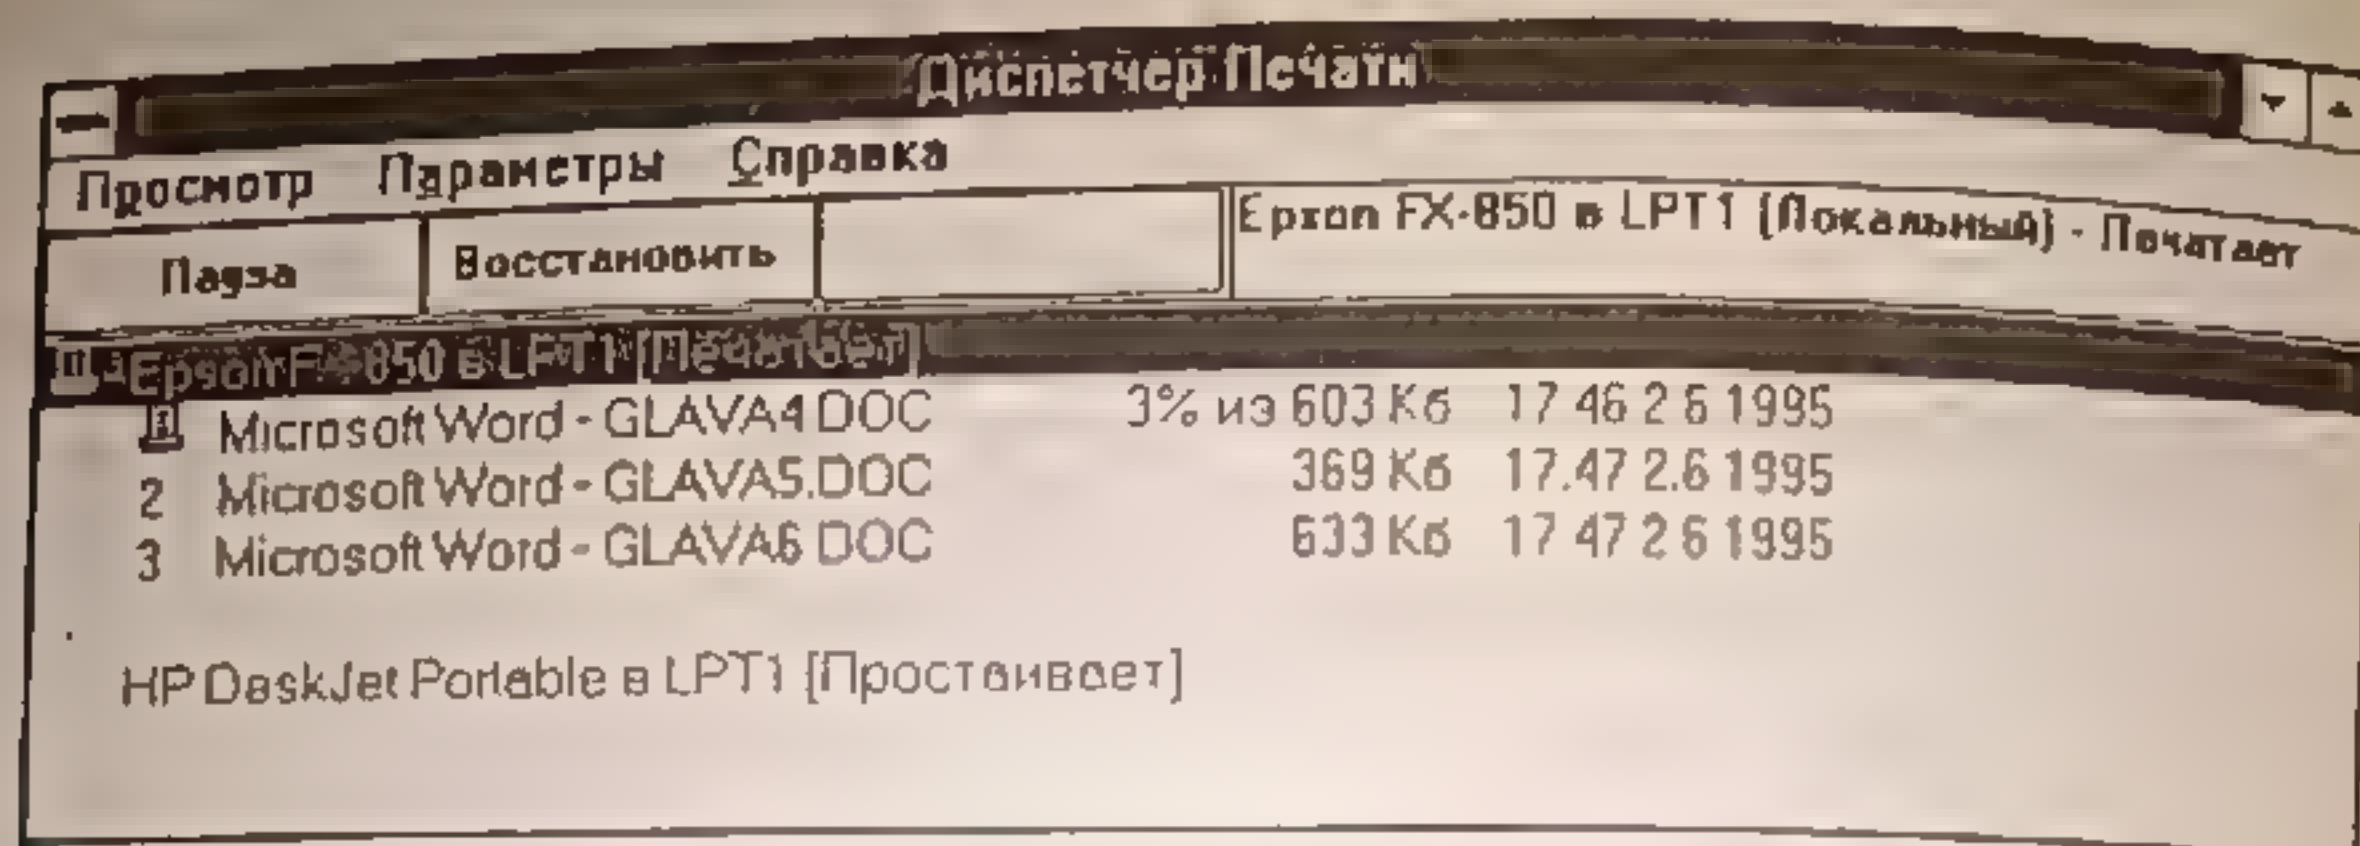 Диспетчер Печати
Просмотр Параметры Справка
Пауза Восстановить Epson FX-850 в LPT1 (Локальный) - Печатает
Epson FX-850 в LPT1 [Печатает]
Microsoft Word - GLAVA4 DOC 3% из 603 Кб 17 46 2 6 1995
2 Microsoft Word - GLAVA5.DOC 369 Кб 17.47 2.6 1995
3 Microsoft Word - GLAVA6 DOC 633 Кб 17 47 2 6 1995
HP DeskJet Portable в LPT1 [Простаивает]